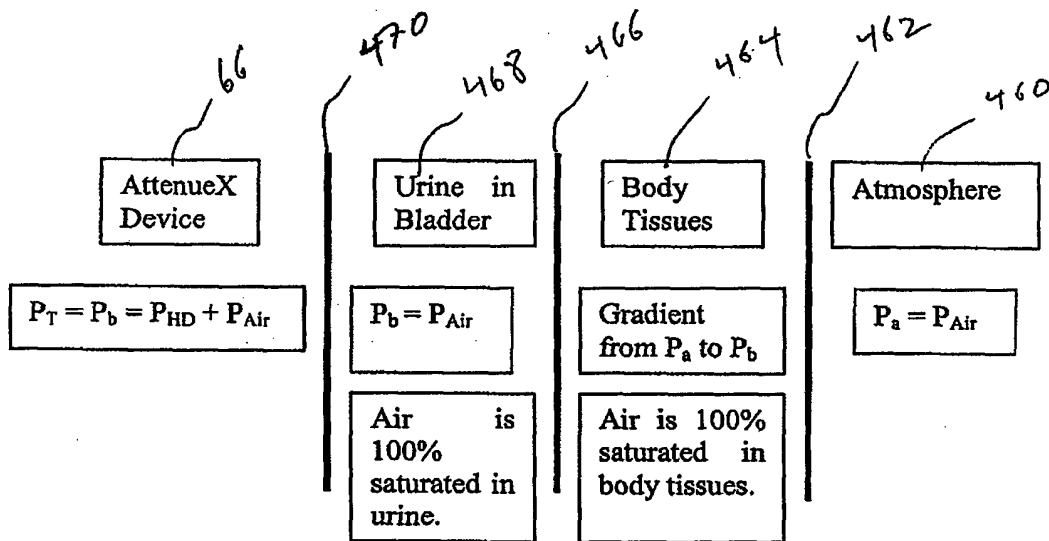 66
470
468
466
464
462
460
AttenueX
Device
Urine in
Bladder
Body
Tissues
Atmosphere
P_T = P_b = P_HD + P_Air
P_b = P_Air
Gradient
from P_a to P_b
P_a = P_Air
Air is
100%
saturated in
urine.
Air is 100%
saturated in
body tissues.